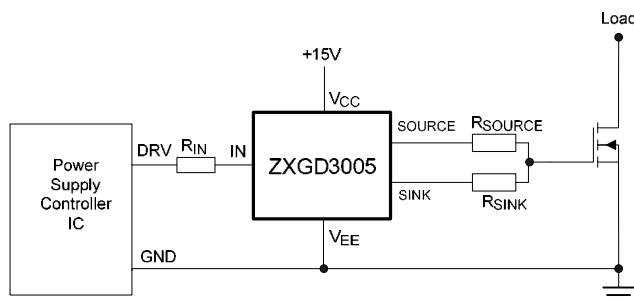 Load
+15V
VCC
SOURCE
RSOURCE
DRV
RIN
IN
ZXGD3005
Power
Supply
Controller
IC
SINK
RSINK
VEE
GND